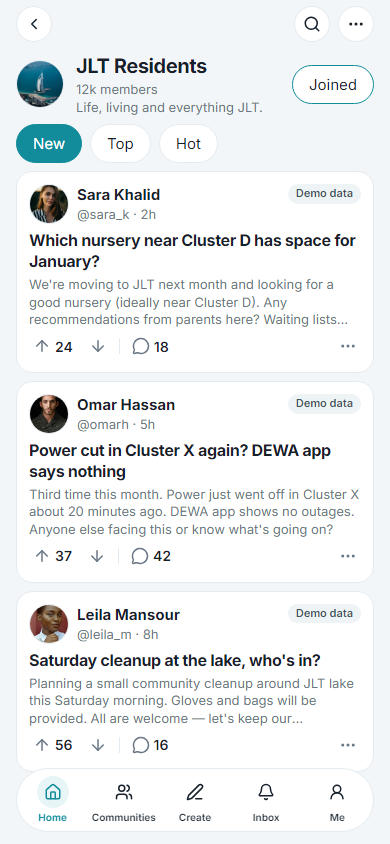 JLT Residents
12k members
Life, living and everything JLT.
Joined
New
Top
Hot
Sara Khalid
Demo data
@sara_k · 2h
Which nursery near Cluster D has space for
January?
We're moving to JLT next month and looking for a
good nursery (ideally near Cluster D). Any
recommendations from parents here? Waiting lists...
24
18
Omar Hassan
Demo data
@omarh · 5h
Power cut in Cluster X again? DEWA app
says nothing
Third time this month. Power just went off in Cluster X
about 20 minutes ago. DEWA app shows no outages.
Anyone else facing this or know what's going on?
37
42
Leila Mansour
Demo data
@leila_m · 8h
Saturday cleanup at the lake, who's in?
Planning a small community cleanup around JLT lake
this Saturday morning. Gloves and bags will be
provided. All are welcome — let's keep our...
56
16
Home
Communities
Create
Inbox
Me